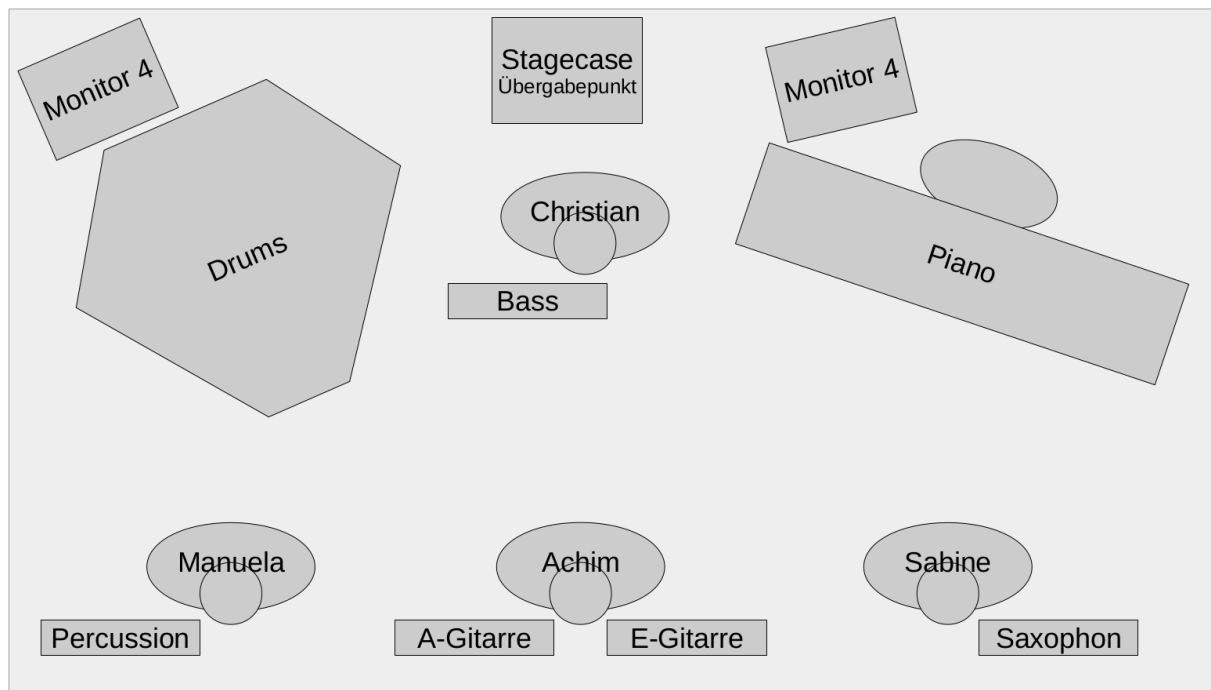 Monitor 4
Stagecase
Übergabepunkt
Monitor 4
Christian
Drums
Piano
Bass
Manuela
Achim
Sabine
Percussion
A-Gitarre
E-Gitarre
Saxophon